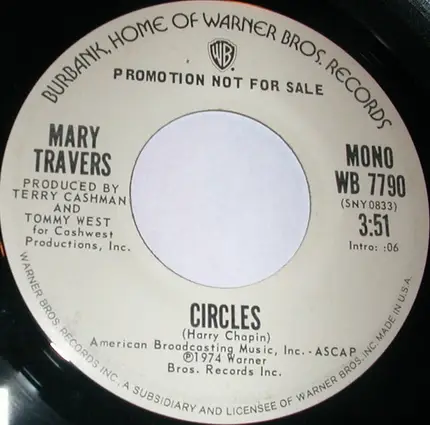 BURBANK, HOME OF WARNER BROS. RECORDS
WB
PROMOTION NOT FOR SALE
MARY
TRAVERS
PRODUCED BY
TERRY CASHMAN
AND
TOMMY WEST
for Cashwest
Productions, Inc.
MONO
WB 7790
(SNY0833)
3:51
Intro: :06
CIRCLES
(Harry Chapin)
American Broadcasting Music, Inc. - ASCAP
℗1974 Warner
Bros. Records Inc.
WARNER BROS. RECORDS INC., A SUBSIDIARY AND LICENSEE OF WARNER BROS., INC. MADE IN U.S.A.